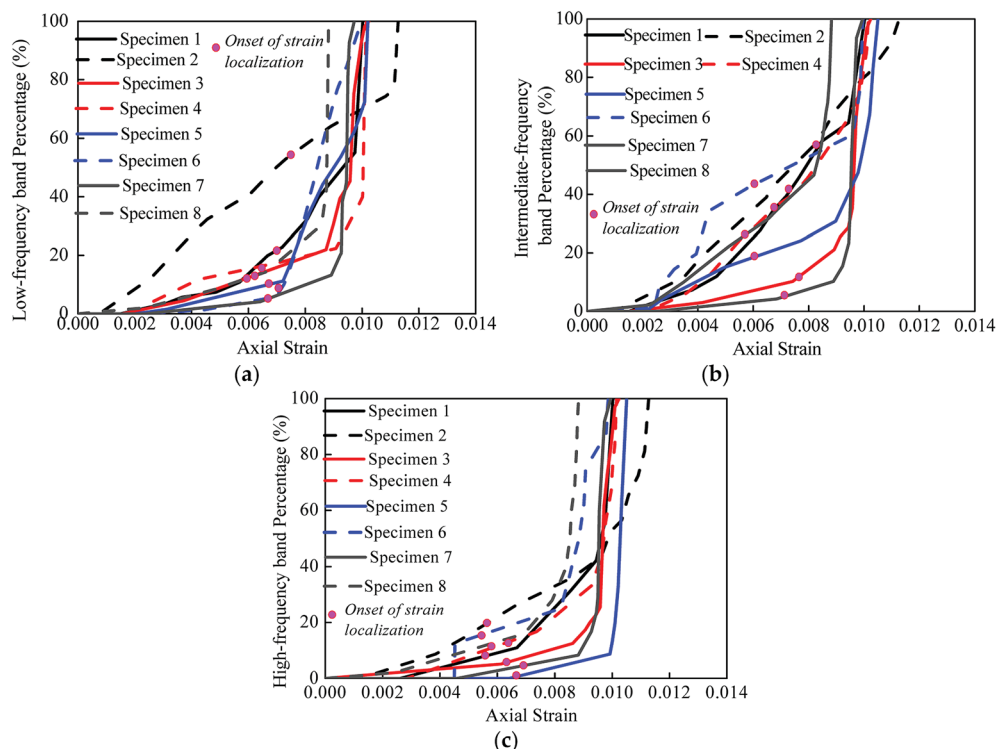 (a)
Low-frequency band Percentage (%)
100
80
60
40
20
0
0.000 0.002 0.004 0.006 0.008 0.010 0.012 0.014
Axial Strain
Specimen 1
Specimen 2
Specimen 3
Specimen 4
Specimen 5
Specimen 6
Specimen 7
Specimen 8
Onset of strain
localization
(b)
Intermediate-frequency
band Percentage (%)
100
80
60
40
20
0
0.000 0.002 0.004 0.006 0.008 0.010 0.012 0.014
Axial Strain
Specimen 1
Specimen 2
Specimen 3
Specimen 4
Specimen 5
Specimen 6
Specimen 7
Specimen 8
Onset of strain
localization
(c)
High-frequency band Percentage (%)
100
80
60
40
20
0
0.000 0.002 0.004 0.006 0.008 0.010 0.012 0.014
Axial Strain
Specimen 1
Specimen 2
Specimen 3
Specimen 4
Specimen 5
Specimen 6
Specimen 7
Specimen 8
Onset of strain
localization